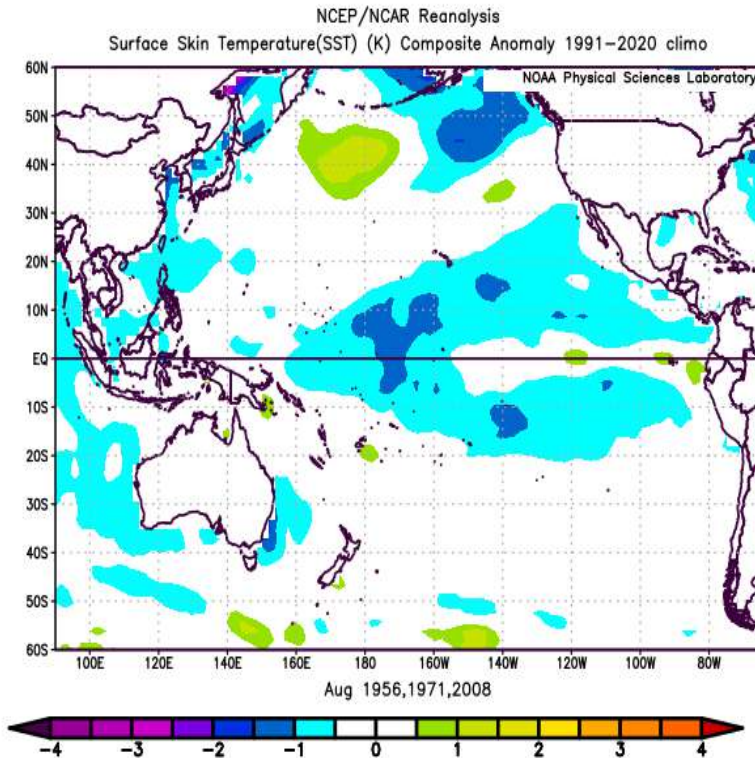 NCEP/NCAR Reanalysis
Surface Skin Temperature(SST) (K) Composite Anomaly 1991-2020 climo
NOAA Physical Sciences Laboratory
60N
50N
40N
30N
20N
10N
EQ
10S
20S
30S
40S
50S
60S
100E 120E 140E 160E 180 160W 140W 120W 100W 80W
Aug 1956,1971,2008
-4 -3 -2 -1 0 1 2 3 4